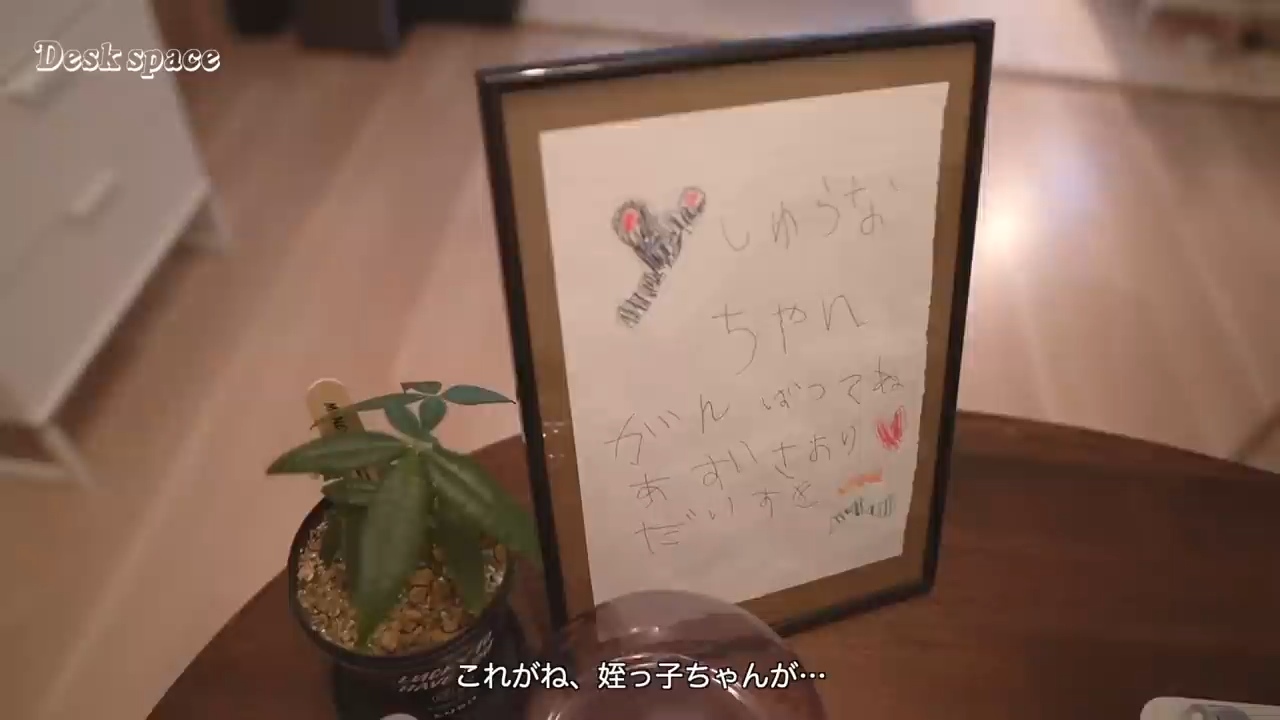 Desk space
しゅうな
ちゃん
がんばってね
あずいさおり
だいすき
これがね、姪っ子ちゃんが…